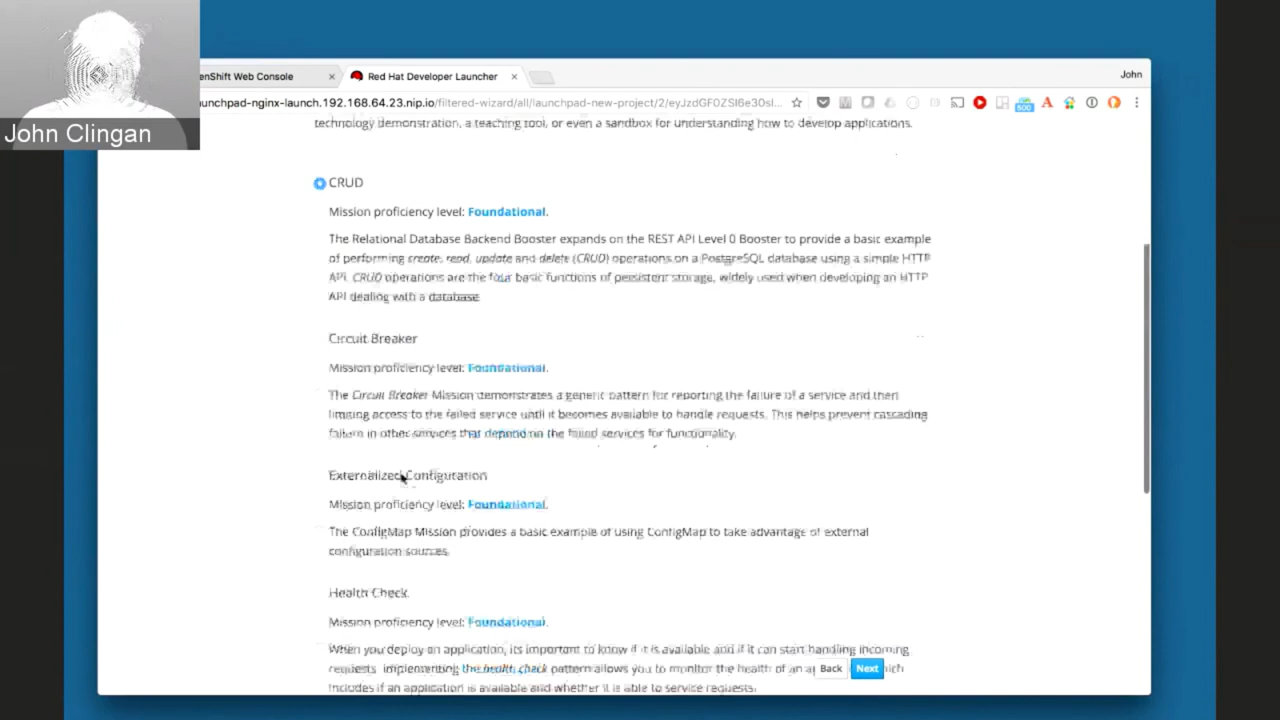 enShift Web Console
Red Hat Developer Launcher
John
unchpad-nginx-launch.192.168.64.23.nip.io/filtered-wizard/all/launchpad-new-project/2/eyJzdGF0ZSI6e30sl...
500
A
John Clingan
technology demonstration, a teaching tool, or even a sandbox for understanding how to develop applications.
CRUD
Mission proficiency level: Foundational.
The Relational Database Backend Booster expands on the REST API Level 0 Booster to provide a basic example
of performing create, read, update and delete (CRUD) operations on a PostgreSQL database using a simple HTTP
API. CRUD operations are the four basic functions of persistent storage, widely used when developing an HTTP
API dealing with a database.
Circuit Breaker
Mission proficiency level: Foundational.
The Circuit Breaker Mission demonstrates a generic pattern for reporting the failure of a service and then
limiting access to the failed service until it becomes available to handle requests. This helps prevent cascading
failure in other services that depend on the failed services for functionality.
Externalized Configuration
Mission proficiency level: Foundational.
The ConfigMap Mission provides a basic example of using ConfigMap to take advantage of external
configuration sources.
Health Check
Mission proficiency level: Foundational.
When you deploy an application, its important to know if it is available and if it can start handling incoming
requests. Implementing the health check pattern allows you to monitor the health of an ap which
includes if an application is available and whether it is able to service requests.
Back
Next